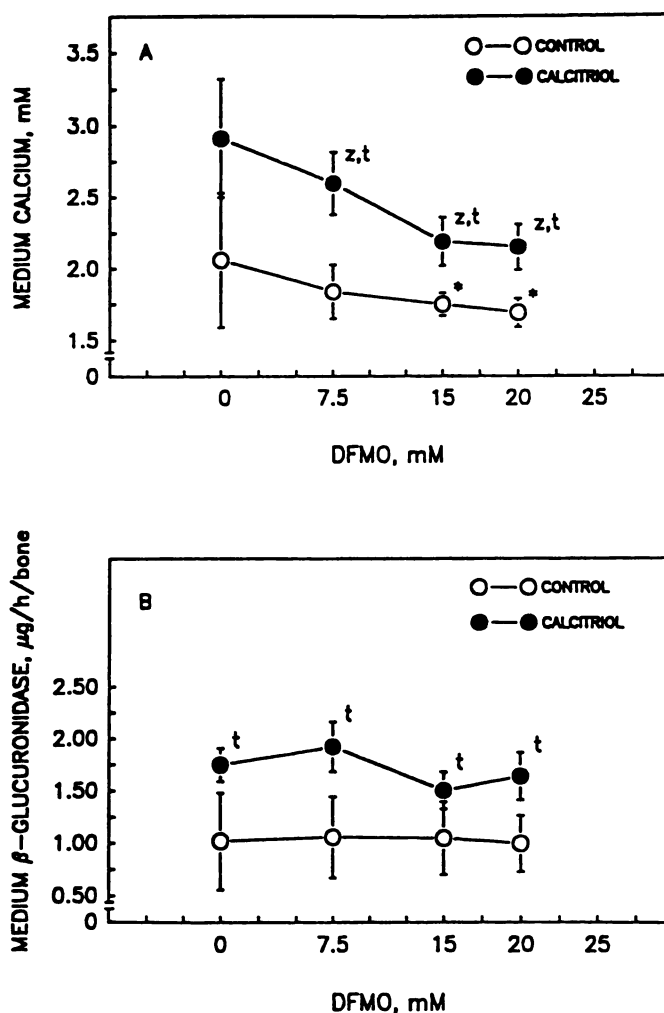 A
CONTROL
CALCITRIOL
3.5
3.0
2.5
2.0
1.5
0
MEDIUM CALCIUM, mM
z,t
z,t
z,t
*
*
0 7.5 15 20 25
DFMO, mM
B
CONTROL
CALCITRIOL
2.50
2.00
1.50
1.00
0.50
0
MEDIUM β-GLUCURONIDASE, μg/h/bone
t
t
t
t
0 7.5 15 20 25
DFMO, mM